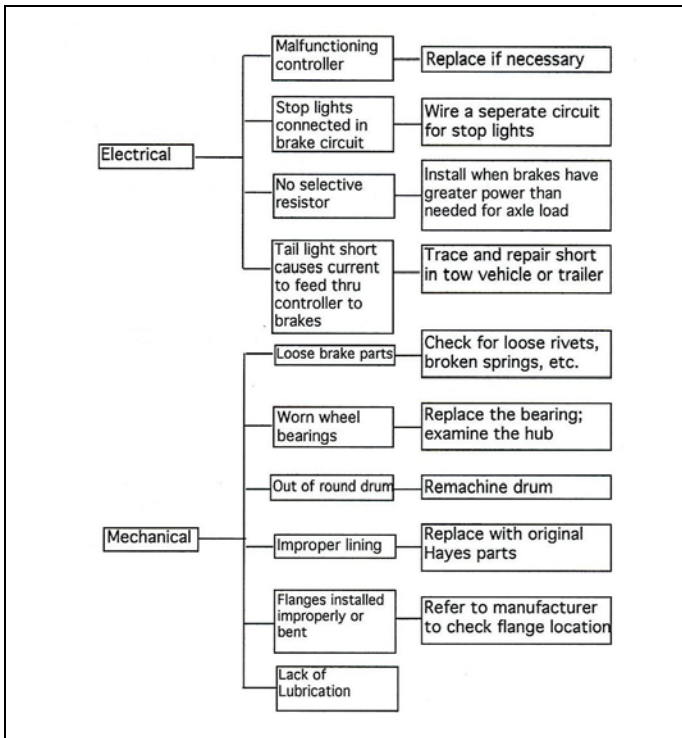 Malfunctioning
controller
Replace if necessary
Stop lights
connected in
brake circuit
Wire a seperate circuit
for stop lights
Electrical
No selective
resistor
Install when brakes have
greater power than
needed for axle load
Tail light short
causes current
to feed thru
controller to
brakes
Trace and repair short
in tow vehicle or trailer
Loose brake parts
Check for loose rivets,
broken springs, etc.
Worn wheel
bearings
Replace the bearing;
examine the hub
Out of round drum
Remachine drum
Mechanical
Improper lining
Replace with original
Hayes parts
Flanges installed
improperly or
bent
Refer to manufacturer
to check flange location
Lack of
Lubrication